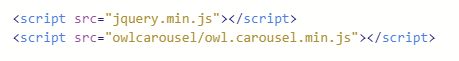 <script src="jquery.min.js"></script>
<script src="owlcarousel/owl.carousel.min.js"></script>